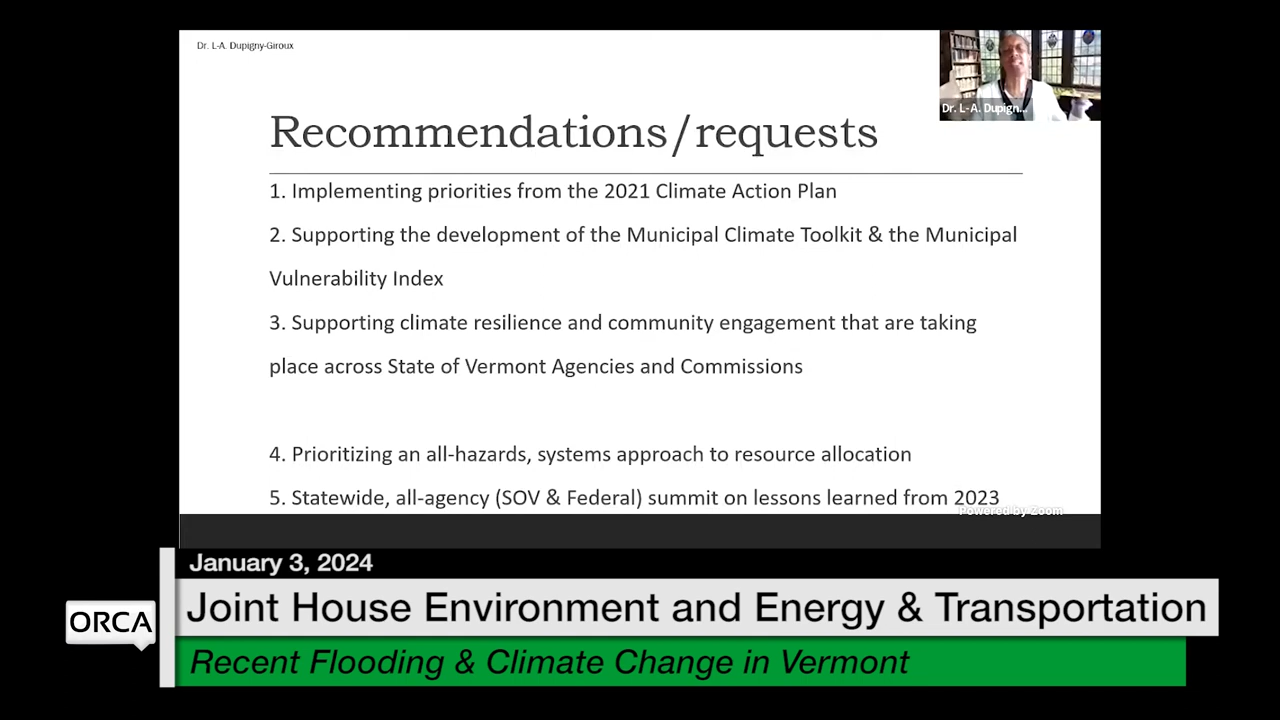 Dr. L-A. Dupigny-Giroux
Dr. L-A. Dupign...
Recommendations/requests
1. Implementing priorities from the 2021 Climate Action Plan
2. Supporting the development of the Municipal Climate Toolkit & the Municipal
Vulnerability Index
3. Supporting climate resilience and community engagement that are taking
place across State of Vermont Agencies and Commissions
4. Prioritizing an all-hazards, systems approach to resource allocation
5. Statewide, all-agency (SOV & Federal) summit on lessons learned from 2023
Powered by Zoom
January 3, 2024
ORCA
Joint House Environment and Energy & Transportation
Recent Flooding & Climate Change in Vermont